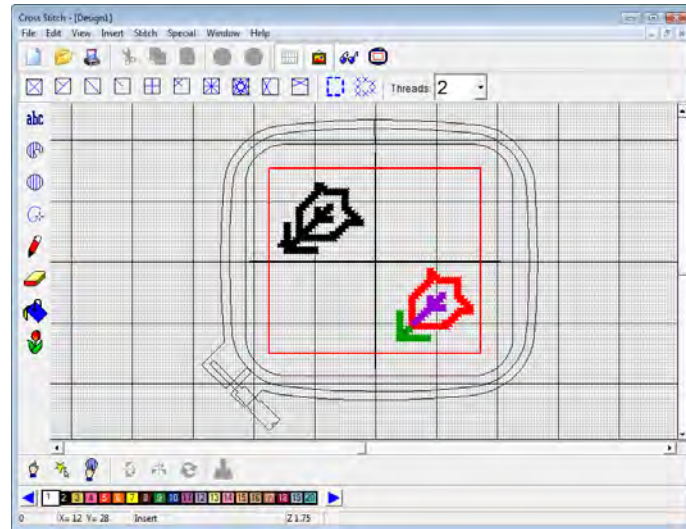 Cross Stitch - [Design1]
File Edit View Insert Stitch Special Window Help
Threads: 2
abc
1 2 3 4 5 6 7 8 9 10 11 12 13 14 15 16 17 18 19 20
0 X= 12 Y= 28 Insert Z 1.75